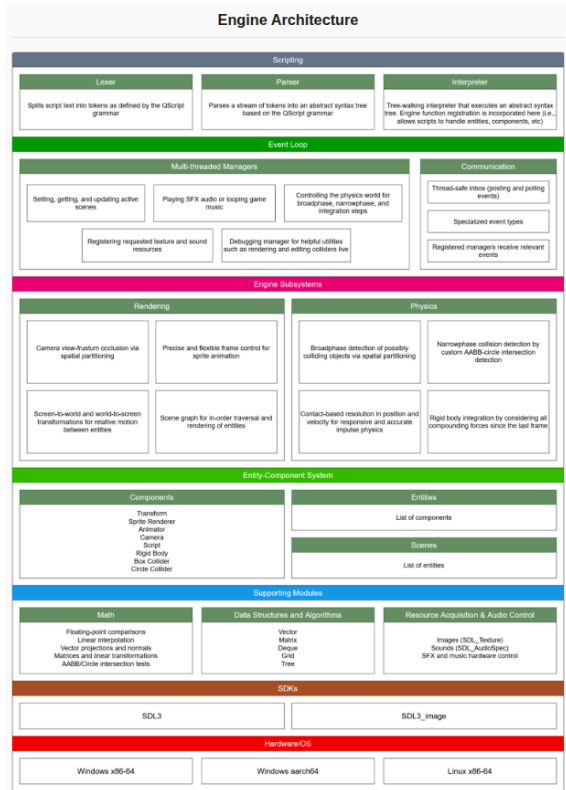 Engine Architecture
Scripting
Lexer
Splits script text into tokens as defined by the QScript
grammar
Parser
Parses a stream of tokens into an abstract syntax tree
based on the QScript grammar
Interpreter
Tree-walking interpreter that executes an abstract syntax
tree. Engine function registration is incorporated here (i.e.,
allows scripts to handle entities, components, etc)
Event Loop
Multi-threaded Managers
Setting, getting, and updating active
scenes
Playing SFX audio or looping game
music
Controlling the physics world for
broadphase, narrowphase, and
integration steps
Registering requested texture and sound
resources
Debugging manager for helpful utilities
such as rendering and editing colliders live
Communication
Thread-safe Inbox (posting and polling
events)
Specialized event types
Registered managers receive relevant
events
Engine Subsystems
Rendering
Camera view-frustum occlusion via
spatial partitioning
Precise and flexible frame control for
sprite animation
Screen-to-world and world-to-screen
transformations for relative motion
between entities
Scene graph for in-order traversal and
rendering of entities
Physics
Broadphase detection of possibly
colliding objects via spatial partitioning
Narrowphase collision detection by
custom AABB-circle intersection
detection
Contact-based resolution in position and
velocity for responsive and accurate
impulse physics
Rigid body integration by considering all
compounding forces since the last frame
Entity-Component System
Components
Transform
Sprite Renderer
Animator
Camera
Script
Rigid Body
Box Collider
Circle Collider
Entities
List of components
Scenes
List of entities
Supporting Modules
Math
Floating-point comparisons
Linear interpolation
Vector projections and normals
Matrices and linear transformations
AABB/Circle intersection tests
Data Structures and Algorithms
Vector
Matrix
Deque
Grid
Tree
Resource Acquisition & Audio Control
Images (SDL_Texture)
Sounds (SDL_AudioSpec)
SFX and music hardware control
SDKs
SDL3
SDL3_image
Hardware/OS
Windows x86-64
Windows aarch64
Linux x86-64